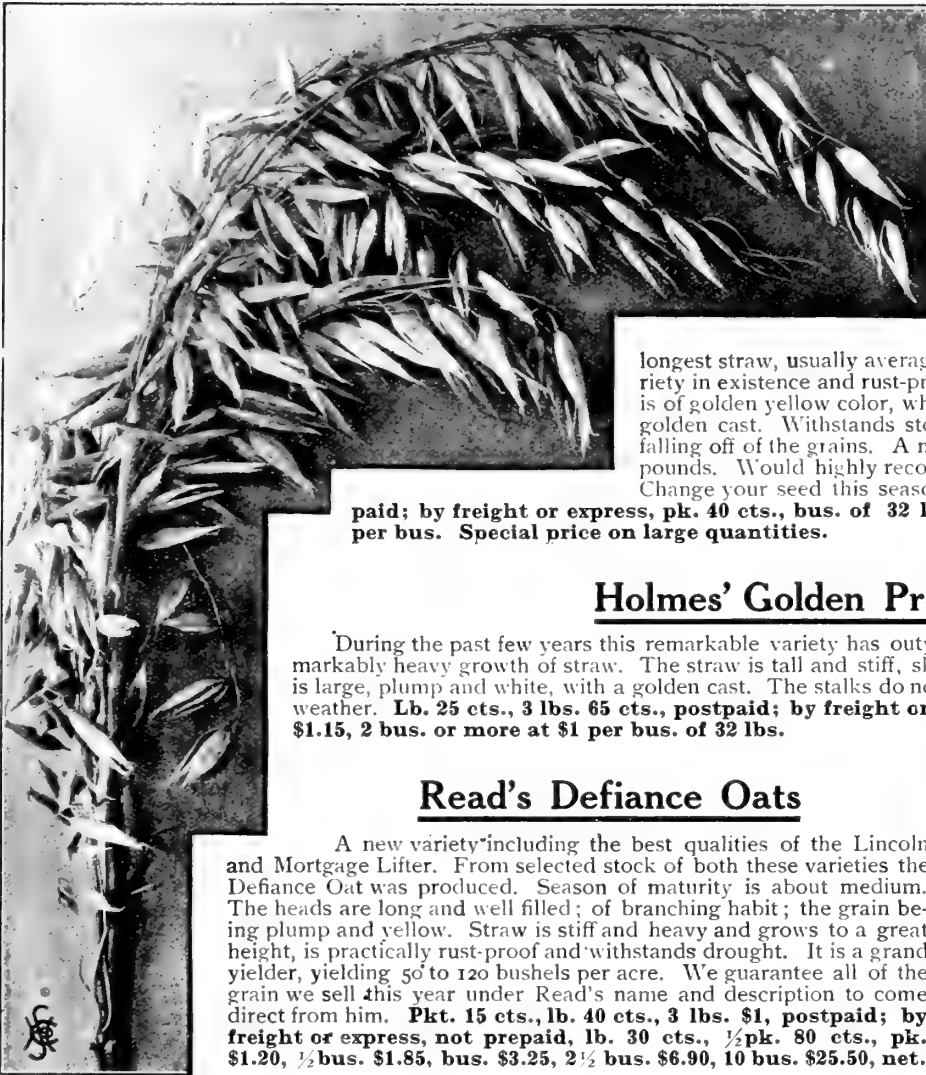 longest straw, usually averag
riety in existence and rust-pr
is of golden yellow color, wh
golden cast. Withstands sto
falling off of the grains. A n
pounds. Would highly reco
Change your seed this seaso
paid; by freight or express, pk. 40 cts., bus. of 32 l
per bus. Special price on large quantities.
Holmes' Golden Pr
During the past few years this remarkable variety has outy
markably heavy growth of straw. The straw is tall and stiff, sl
is large, plump and white, with a golden cast. The stalks do no
weather. Lb. 25 cts., 3 lbs. 65 cts., postpaid; by freight or
$1.15, 2 bus. or more at $1 per bus. of 32 lbs.
Read's Defiance Oats
A new variety including the best qualities of the Lincoln
and Mortgage Lifter. From selected stock of both these varieties the
Defiance Oat was produced. Season of maturity is about medium.
The heads are long and well filled; of branching habit; the grain be-
ing plump and yellow. Straw is stiff and heavy and grows to a great
height, is practically rust-proof and withstands drought. It is a grand
yielder, yielding 50 to 120 bushels per acre. We guarantee all of the
grain we sell this year under Read's name and description to come
direct from him. Pkt. 15 cts., lb. 40 cts., 3 lbs. $1, postpaid; by
freight or express, not prepaid, lb. 30 cts., ½pk. 80 cts., pk.
$1.20, ½bus. $1.85, bus. $3.25, 2½ bus. $6.90, 10 bus. $25.50, net.